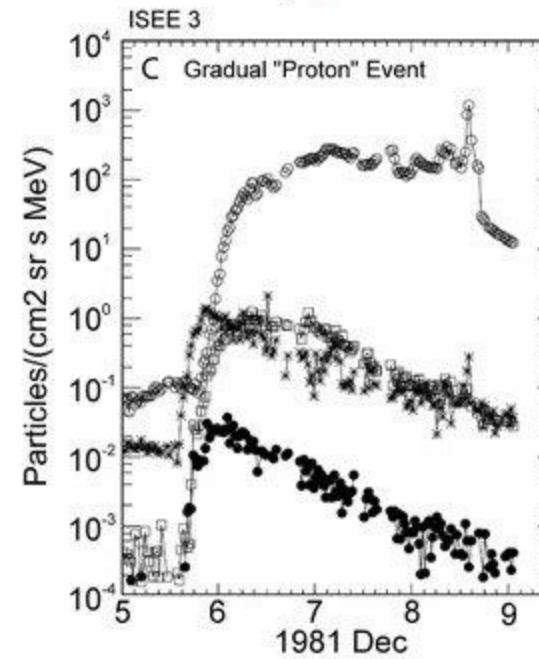 ISEE 3
C Gradual "Proton" Event
Particles/(cm2 sr s MeV)
10^4
10^3
10^2
10^1
10^0
10^-1
10^-2
10^-3
10^-4
5 6 7 8 9
1981 Dec